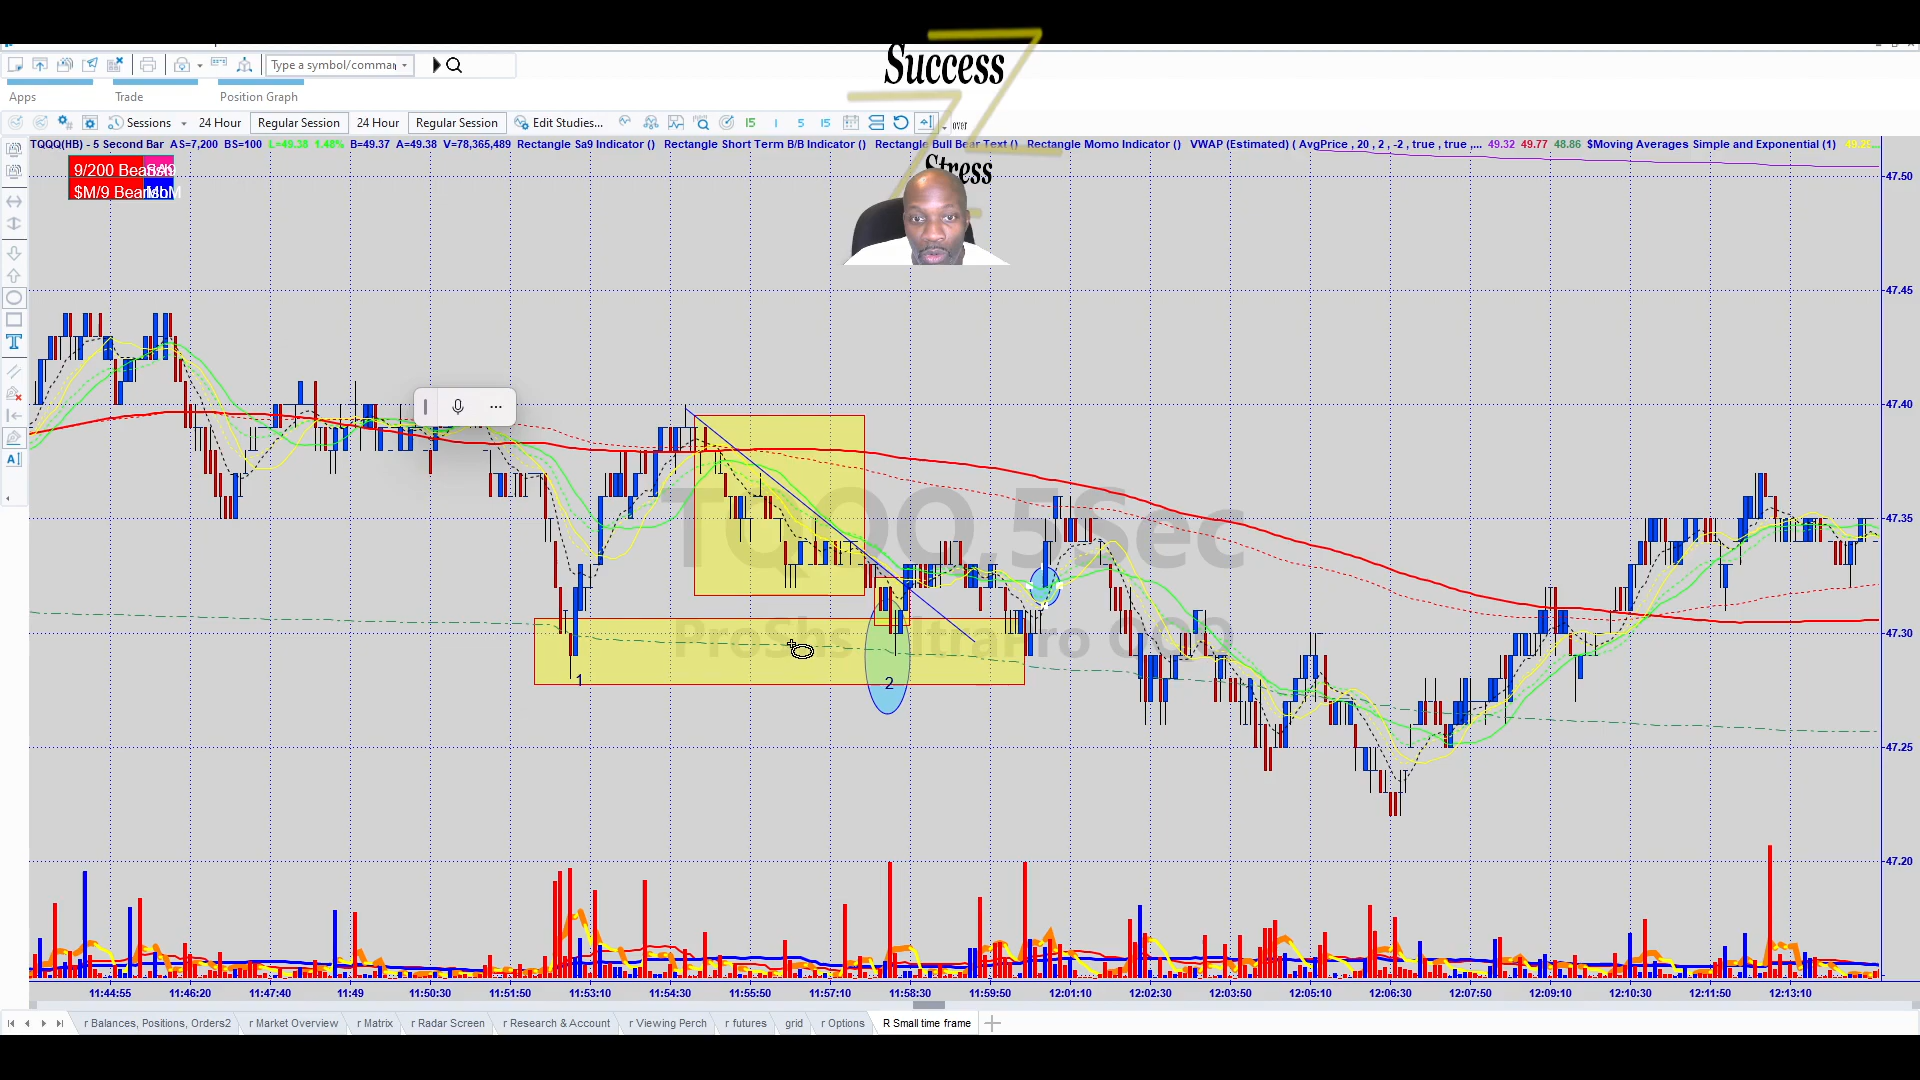 Success
7
over
Stress
Type a symbol/comman
Apps
Trade
Position Graph
Sessions
24 Hour
Regular Session
24 Hour
Regular Session
Edit Studies...
15
1
5
15
TQQQ(HB) - 5 Second Bar AS=7,200 BS=100 L=49.38 1.48% B=49.37 A=49.38 V=78,365,489 Rectangle Sa9 Indicator () Rectangle Short Term B/B Indicator () Rectangle Bull Bear Text () Rectangle Momo Indicator () VWAP (Estimated) ( AvgPrice , 20 , 2 , -2 , true , true ,... 49.32 49.77 48.86 $Moving Averages Simple and Exponential (1)
9/200
$M/9
TQQQ,5Sec
ProShs UltraPro QQQ
1
2
47.50
47.45
47.40
47.35
47.30
47.25
47.20
11:44:55 11:46:20 11:47:40 11:49 11:50:30 11:51:50 11:53:10 11:54:30 11:55:50 11:57:10 11:58:30 11:59:50 12:01:10 12:02:30 12:03:50 12:05:10 12:06:30 12:07:50 12:09:10 12:10:30 12:11:50 12:13:10
r Balances, Positions, Orders2
r Market Overview
r Matrix
r Radar Screen
r Research & Account
r Viewing Perch
r futures
grid
r Options
R Small time frame